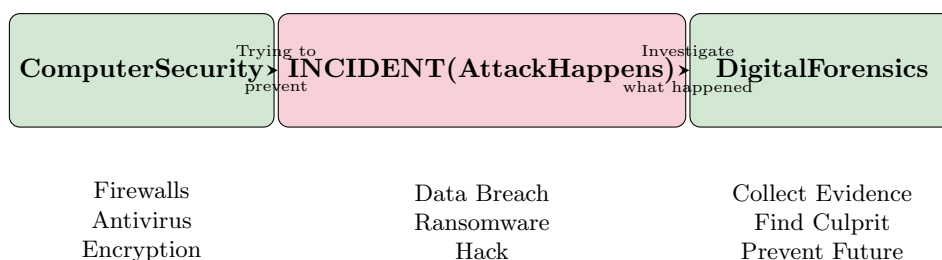 Trying to
Investigate
ComputerSecurity
INCIDENT(AttackHappens)
DigitalForensics
prevent
what happened
Firewalls
Antivirus
Encryption
Data Breach
Ransomware
Hack
Collect Evidence
Find Culprit
Prevent Future